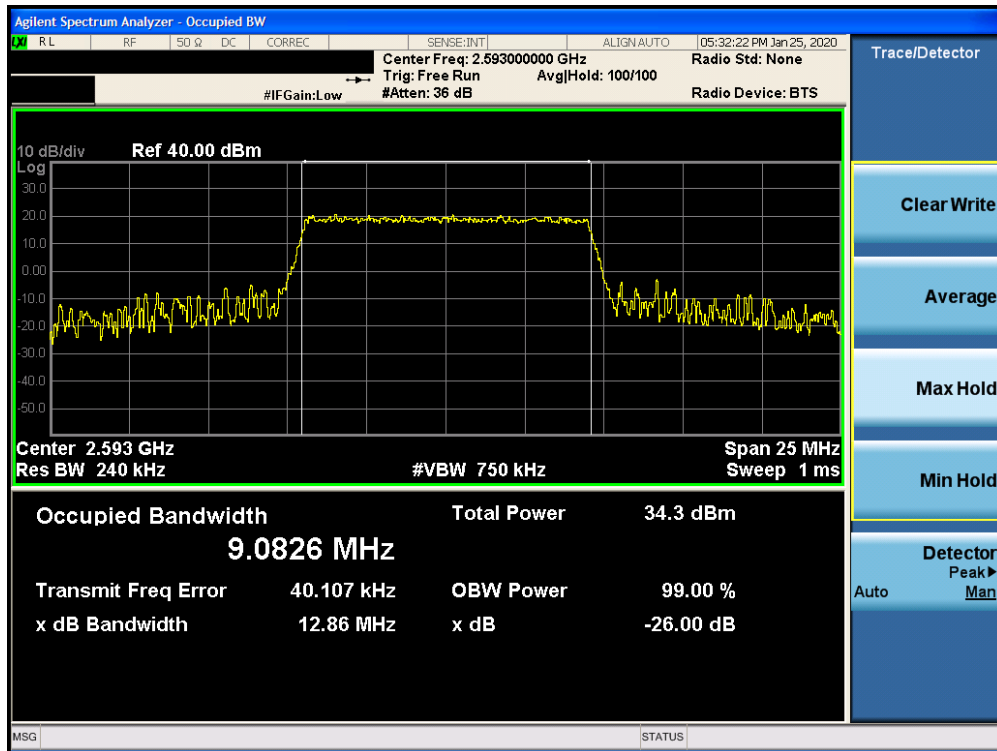 Agilent Spectrum Analyzer - Occupied BW
LXI RL RF 50 Ω DC CORREC SENSE:INT ALIGN AUTO 05:32:22 PM Jan 25, 2020
Center Freq: 2.593000000 GHz Radio Std: None
Trig: Free Run Avg|Hold: 100/100
#IFGain:Low #Atten: 36 dB Radio Device: BTS
10 dB/div Ref 40.00 dBm
Log
30.0
20.0
10.0
0.00
-10.0
-20.0
-30.0
-40.0
-50.0
Center 2.593 GHz Span 25 MHz
Res BW 240 kHz #VBW 750 kHz Sweep 1 ms
Occupied Bandwidth Total Power 34.3 dBm
9.0826 MHz
Transmit Freq Error 40.107 kHz OBW Power 99.00 %
x dB Bandwidth 12.86 MHz x dB -26.00 dB
MSG STATUS
Trace/Detector
Clear Write
Average
Max Hold
Min Hold
Detector
Peak▶
Auto Man